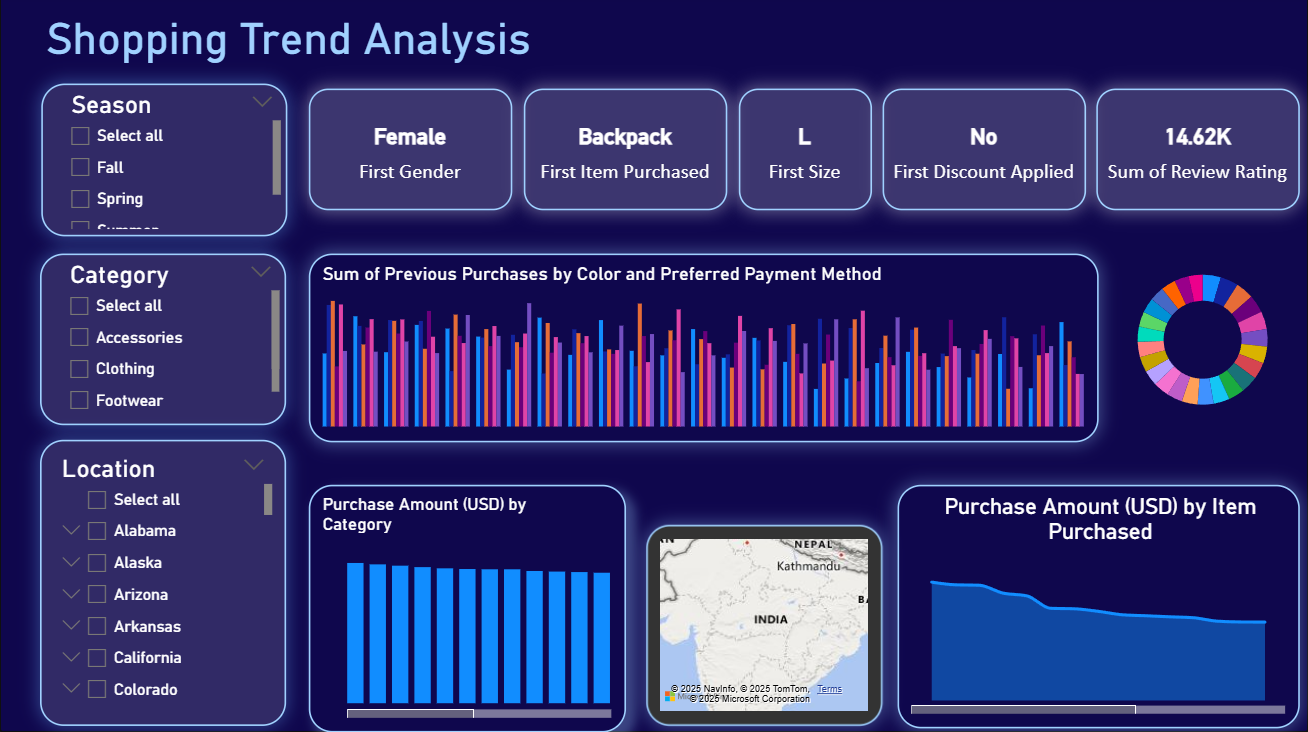 Shopping Trend Analysis
Season
Select all
Fall
Spring
Summer
Female
First Gender
Backpack
First Item Purchased
L
First Size
No
First Discount Applied
14.62K
Sum of Review Rating
Category
Select all
Accessories
Clothing
Footwear
Sum of Previous Purchases by Color and Preferred Payment Method
Location
Select all
Alabama
Alaska
Arizona
Arkansas
California
Colorado
Purchase Amount (USD) by
Category
NEPAL
Kathmandu
INDIA
© 2025 NavInfo, © 2025 TomTom, Terms
© 2025 Microsoft Corporation
Purchase Amount (USD) by Item
Purchased